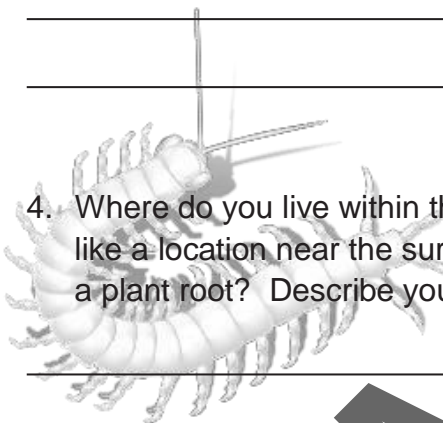 4. Where do you live within th
like a location near the sur
a plant root? Describe you